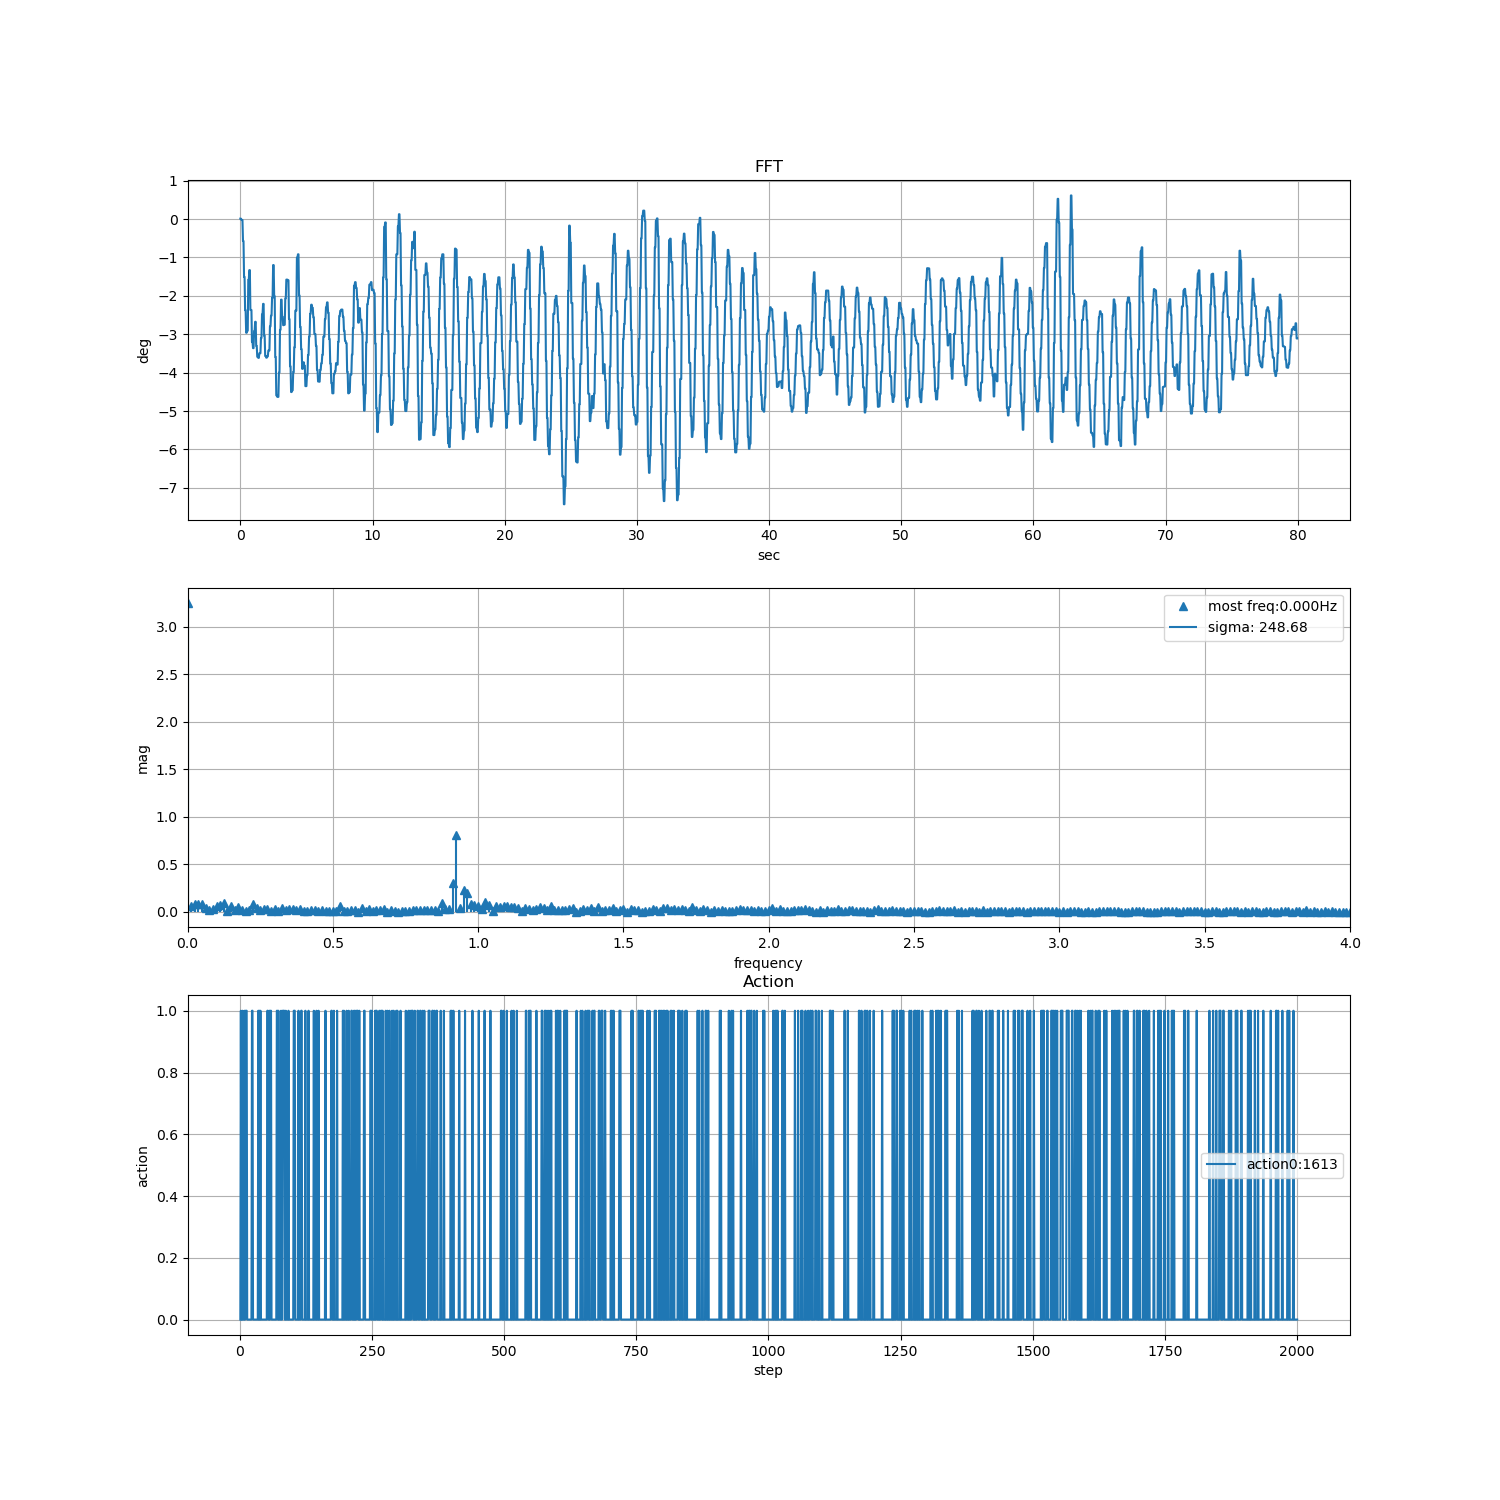 FFT
1
0
−1
−2
−3
−4
−5
−6
−7
deg
0 10 20 30 40 50 60 70 80
sec
most freq:0.000Hz
sigma: 248.68
3.0
2.5
2.0
1.5
1.0
0.5
0.0
mag
0.0 0.5 1.0 1.5 2.0 2.5 3.0 3.5 4.0
frequency
Action
1.0
0.8
0.6
0.4
0.2
0.0
action
action0:1613
0 250 500 750 1000 1250 1500 1750 2000
step